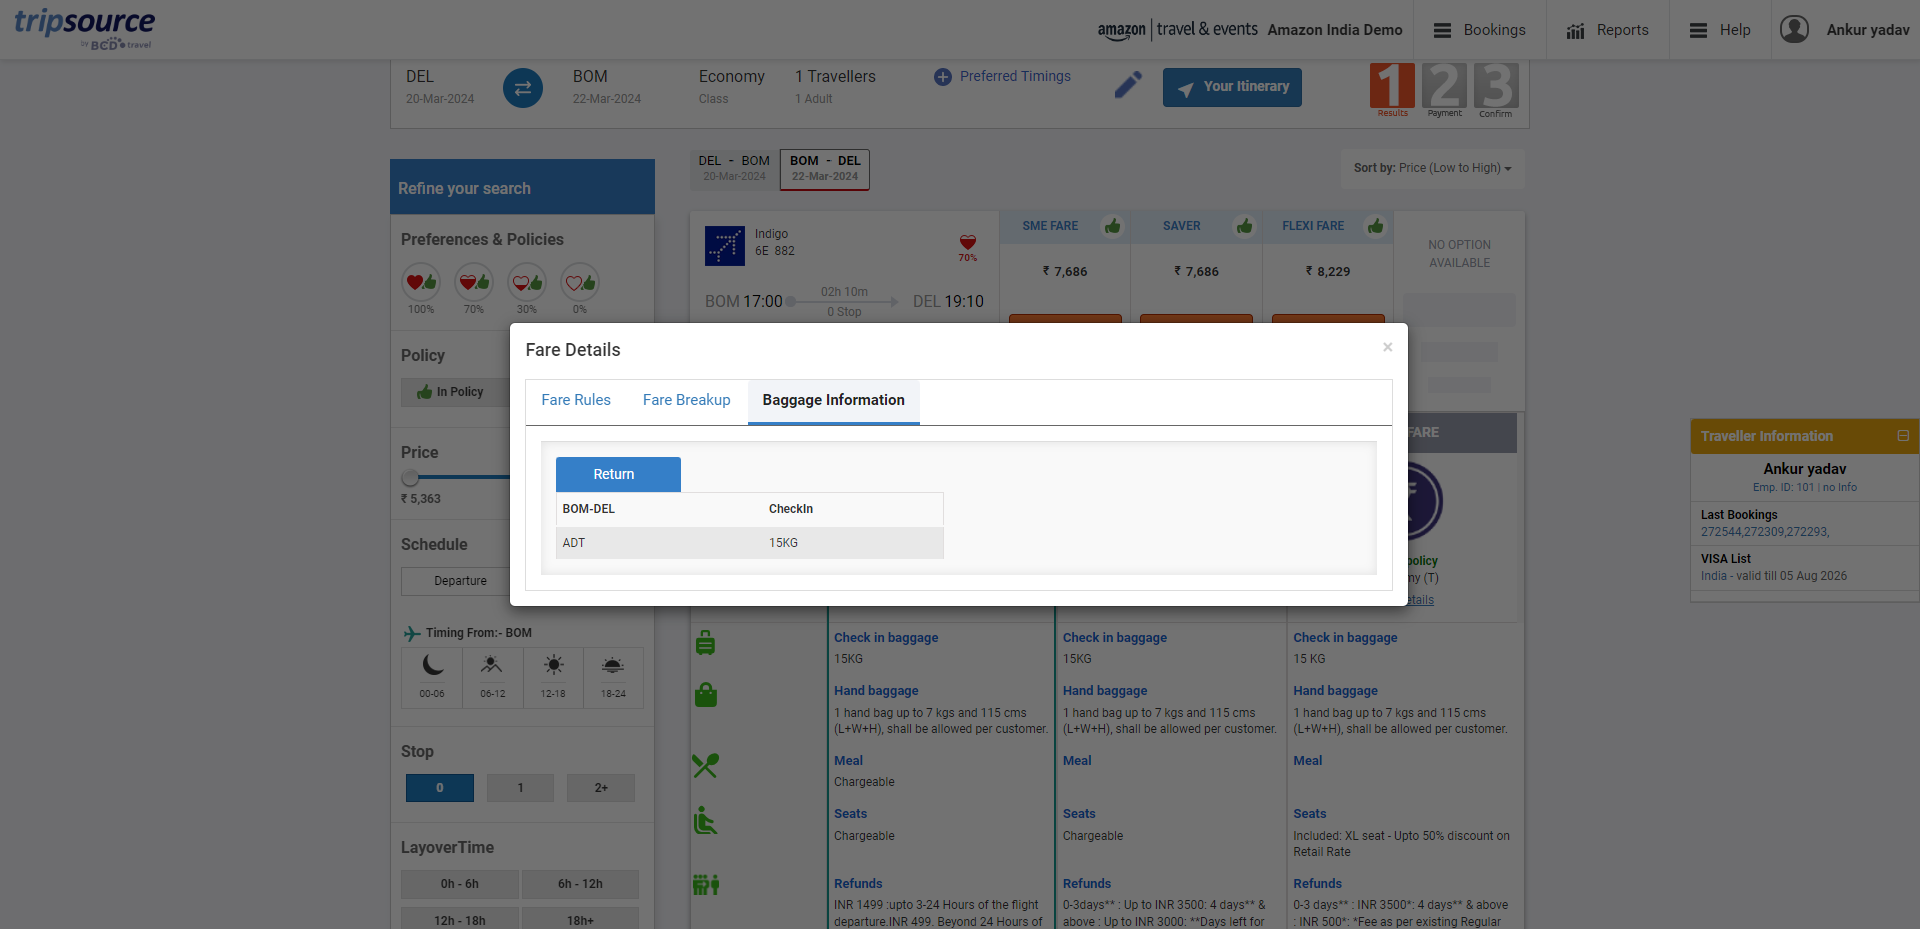 tripsource
by BCD travel
amazon travel & events
Amazon India Demo
Bookings
Reports
Help
Ankur yadav
DEL
20-Mar-2024
BOM
22-Mar-2024
Economy
Class
1 Travellers
1 Adult
Preferred Timings
Your Itinerary
1 Results
2 Payment
3 Confirm
DEL - BOM
20-Mar-2024
BOM - DEL
22-Mar-2024
Sort by: Price (Low to High)
Refine your search
Preferences & Policies
100% 70% 30% 0%
Policy
In Policy
Price
₹ 5,363
Schedule
Departure
Timing From:- BOM
00-06 06-12 12-18 18-24
Stop
0 1 2+
LayoverTime
0h - 6h 6h - 12h
12h - 18h 18h+
Indigo
6E 882
70%
BOM 17:00
02h 10m
0 Stop
DEL 19:10
SME FARE
₹ 7,686
SAVER
₹ 7,686
FLEXI FARE
₹ 8,229
NO OPTION
AVAILABLE
Fare Details
×
Fare Rules
Fare Breakup
Baggage Information
Return
BOM-DEL CheckIn
ADT 15KG
FARE
policy
my (T)
etails
Check in baggage
15KG
Hand baggage
1 hand bag up to 7 kgs and 115 cms
(L+W+H), shall be allowed per customer.
Meal
Chargeable
Seats
Chargeable
Refunds
INR 1499 :upto 3-24 Hours of the flight
departure.INR 499. Beyond 24 Hours of
Check in baggage
15KG
Hand baggage
1 hand bag up to 7 kgs and 115 cms
(L+W+H), shall be allowed per customer.
Meal
Seats
Chargeable
Refunds
0-3days** : Up to INR 3500: 4 days** &
above : Up to INR 3000: **Days left for
Check in baggage
15 KG
Hand baggage
1 hand bag up to 7 kgs and 115 cms
(L+W+H), shall be allowed per customer.
Meal
Seats
Included: XL seat - Upto 50% discount on
Retail Rate
Refunds
0-3 days** : INR 3500*: 4 days** & above
: INR 500*: *Fee as per existing Regular
Traveller Information
Ankur yadav
Emp. ID: 101 | no Info
Last Bookings
272544,272309,272293,
VISA List
India - valid till 05 Aug 2026